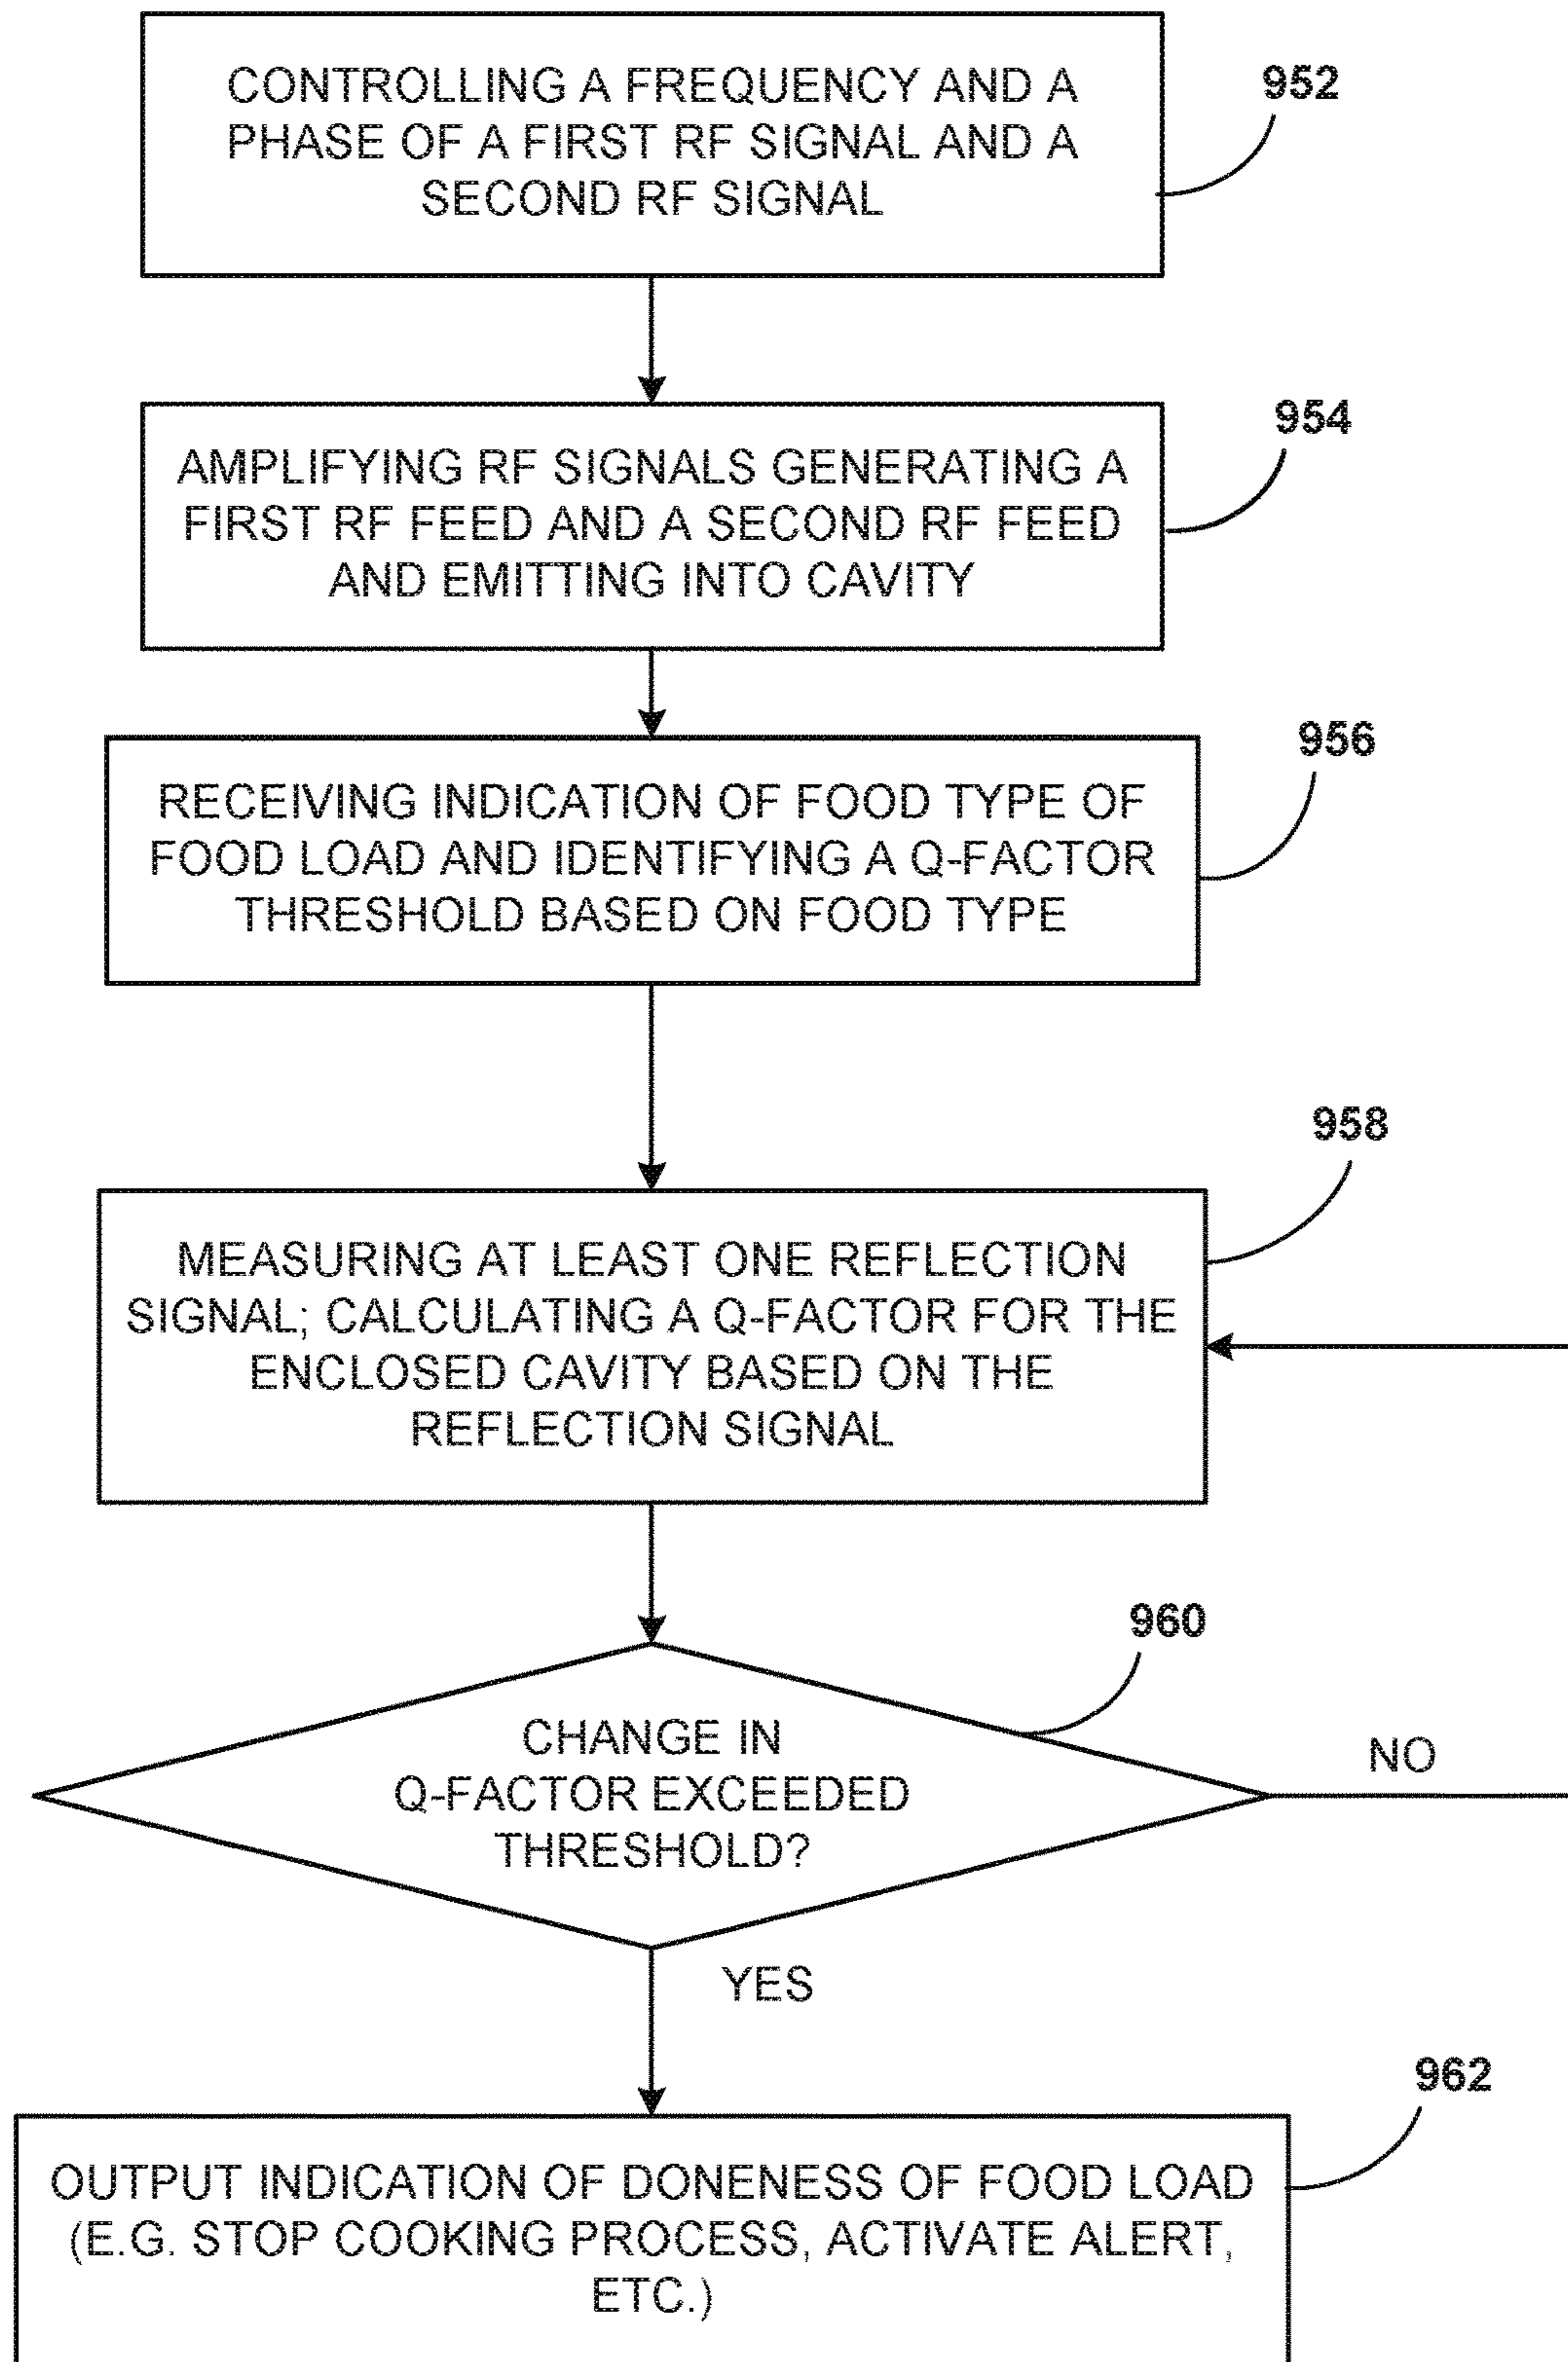 CONTROLLING A FREQUENCY AND A
PHASE OF A FIRST RF SIGNAL AND A
SECOND RF SIGNAL
952
AMPLIFYING RF SIGNALS GENERATING A
FIRST RF FEED AND A SECOND RF FEED
AND EMITTING INTO CAVITY
954
RECEIVING INDICATION OF FOOD TYPE OF
FOOD LOAD AND IDENTIFYING A Q-FACTOR
THRESHOLD BASED ON FOOD TYPE
956
MEASURING AT LEAST ONE REFLECTION
SIGNAL; CALCULATING A Q-FACTOR FOR THE
ENCLOSED CAVITY BASED ON THE
REFLECTION SIGNAL
958
CHANGE IN
Q-FACTOR EXCEEDED
THRESHOLD?
960
NO
YES
OUTPUT INDICATION OF DONENESS OF FOOD LOAD
(E.G. STOP COOKING PROCESS, ACTIVATE ALERT,
ETC.)
962